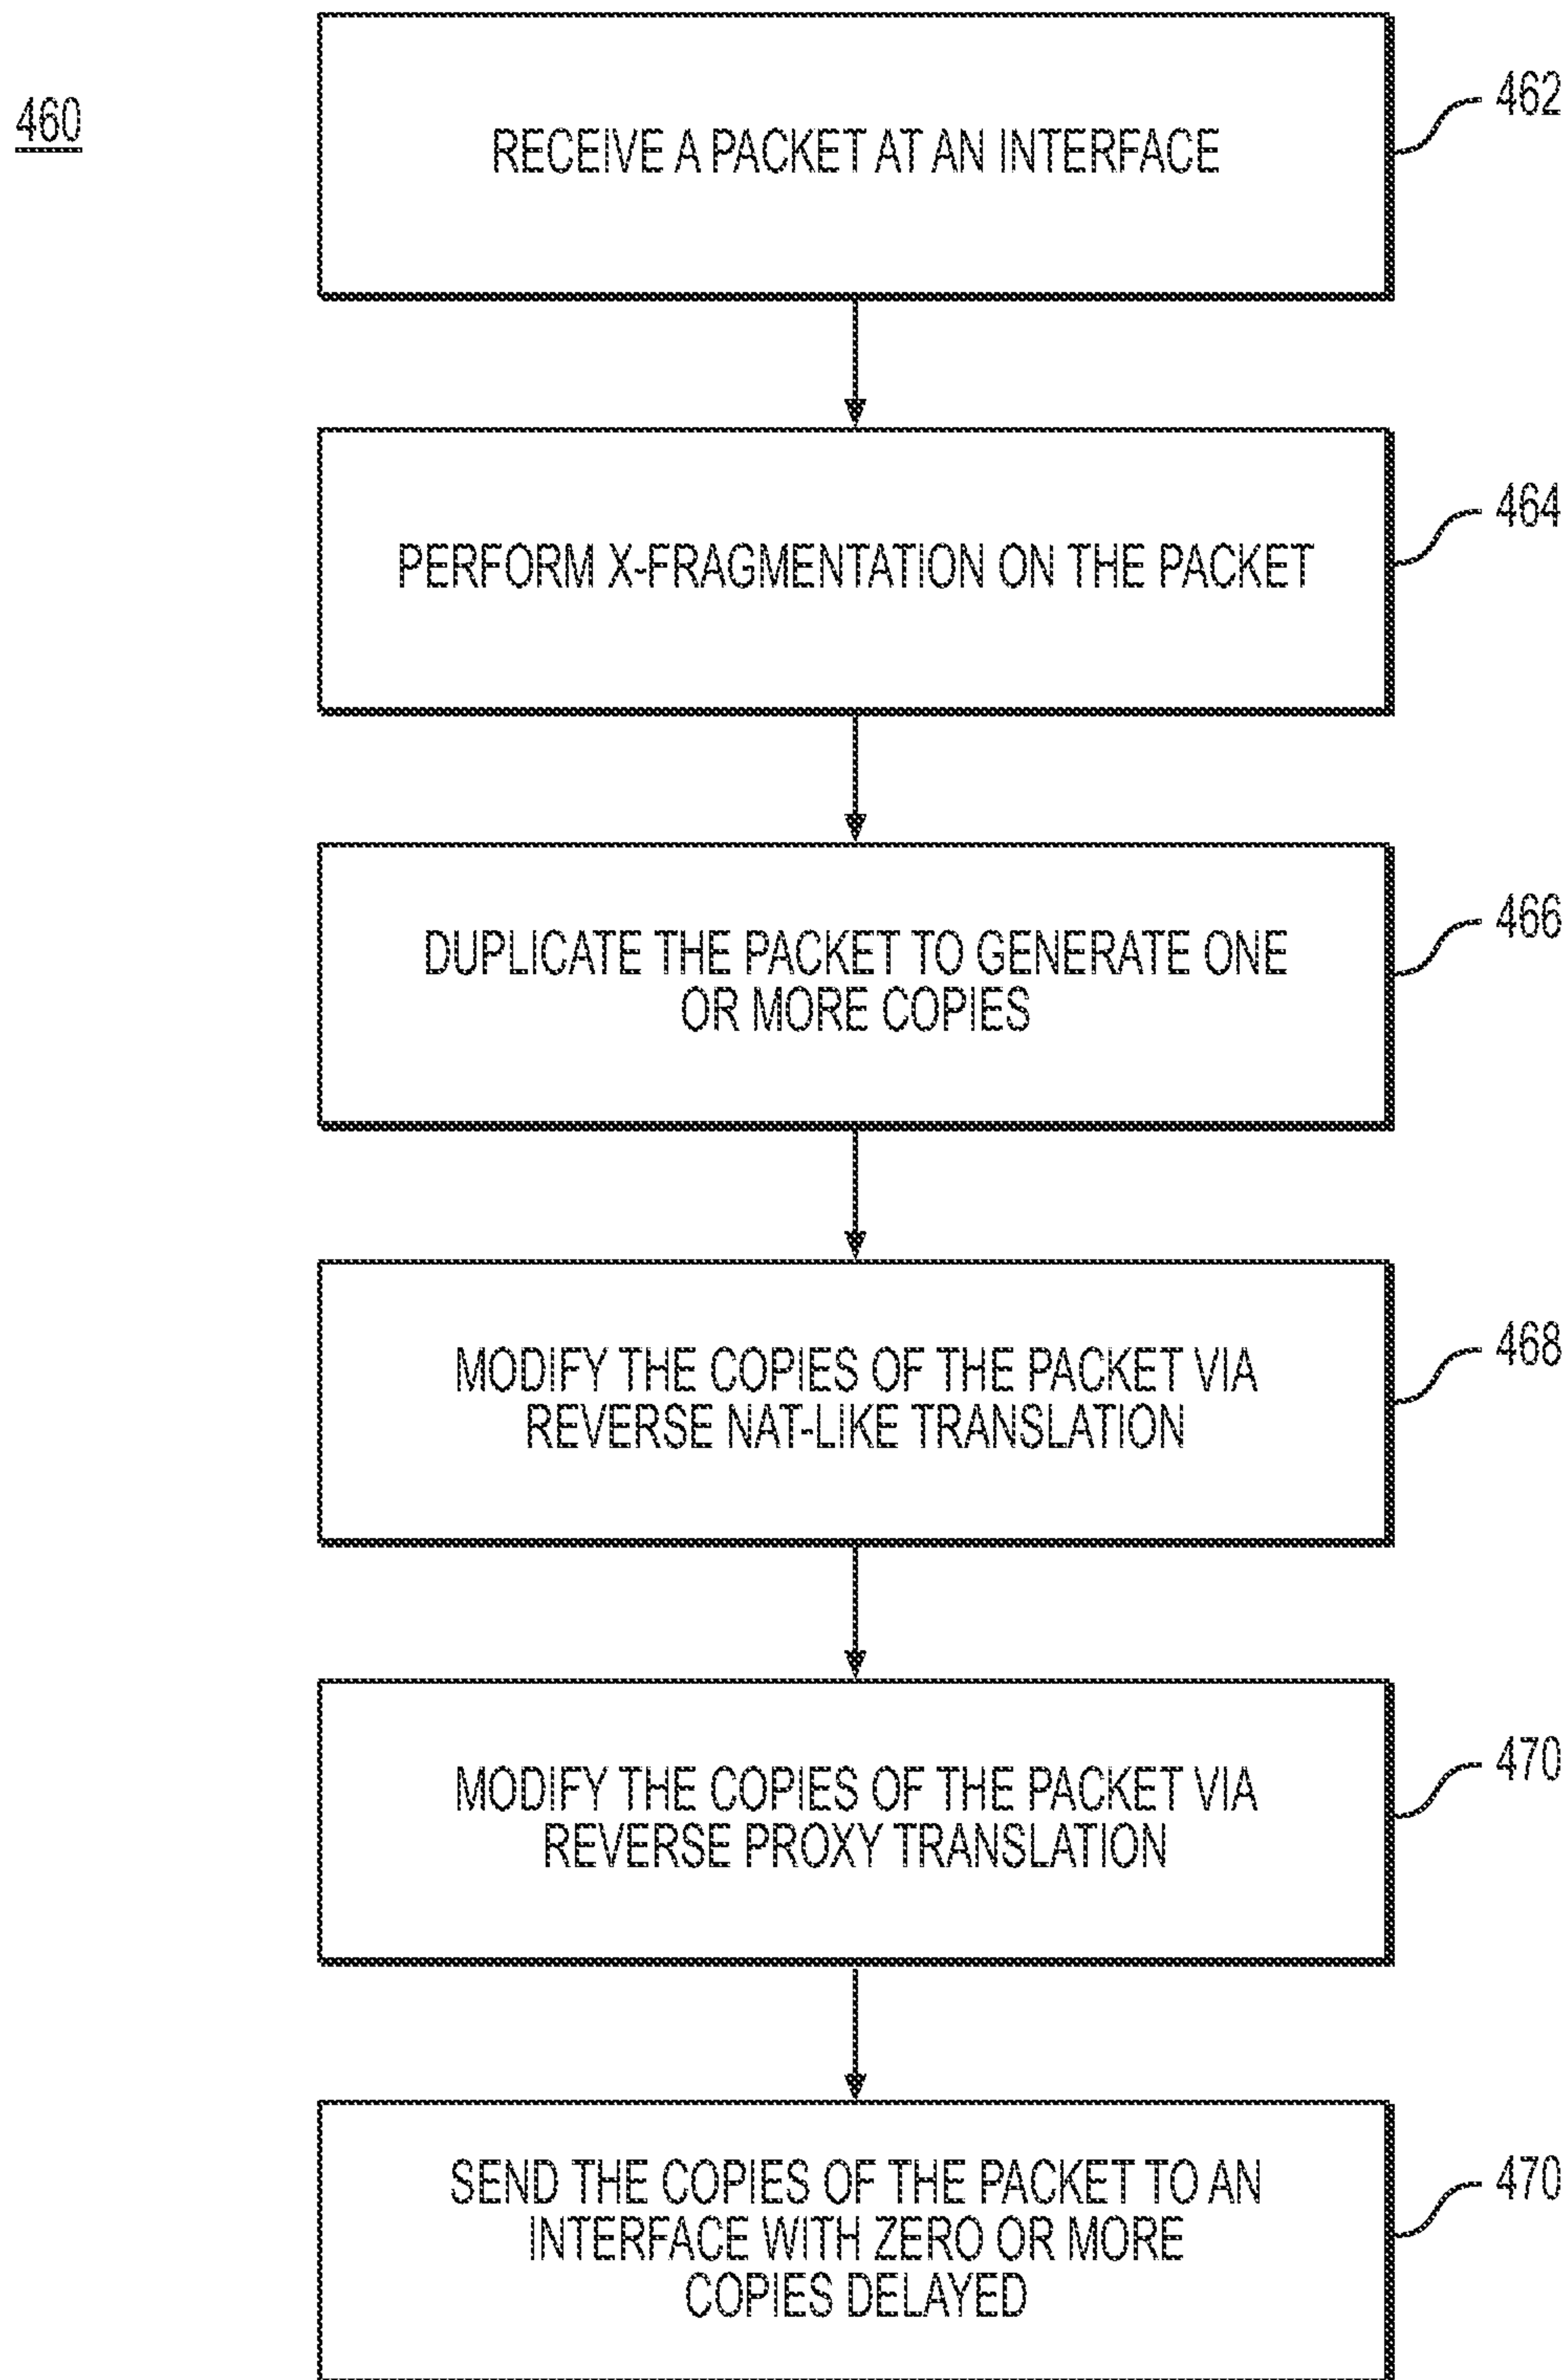 460
RECEIVE A PACKET AT AN INTERFACE
462
PERFORM X-FRAGMENTATION ON THE PACKET
464
DUPLICATE THE PACKET TO GENERATE ONE
OR MORE COPIES
466
MODIFY THE COPIES OF THE PACKET VIA
REVERSE NAT-LIKE TRANSLATION
468
MODIFY THE COPIES OF THE PACKET VIA
REVERSE PROXY TRANSLATION
470
SEND THE COPIES OF THE PACKET TO AN
INTERFACE WITH ZERO OR MORE
COPIES DELAYED
470